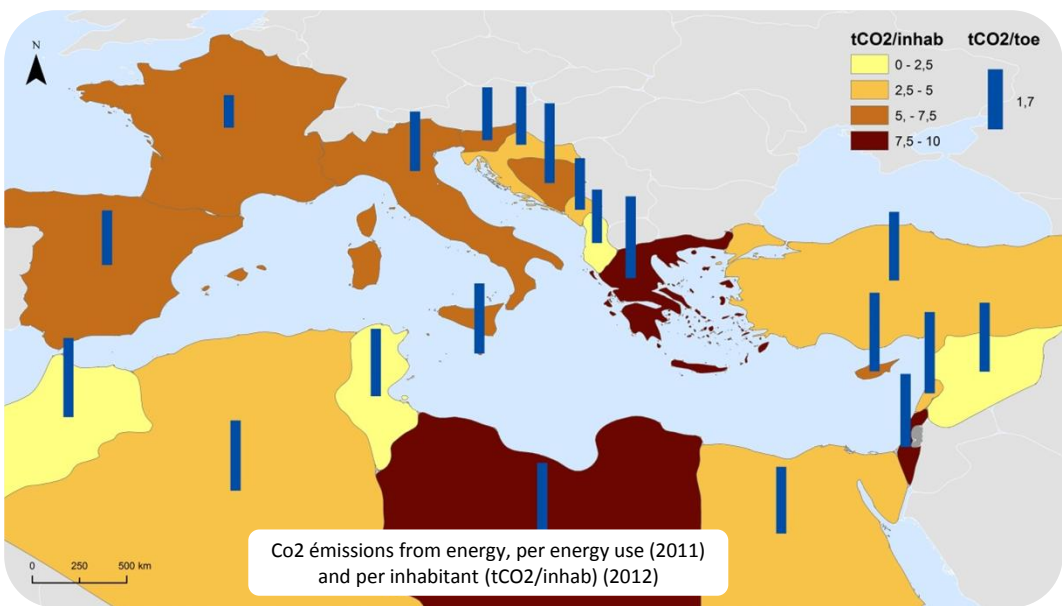 N
tCO2/inhab
0 - 2,5
2,5 - 5
5, - 7,5
7,5 - 10
tCO2/toe
1,7
0 250 500 km
Co2 émissions from energy, per energy use (2011)
and per inhabitant (tCO2/inhab) (2012)